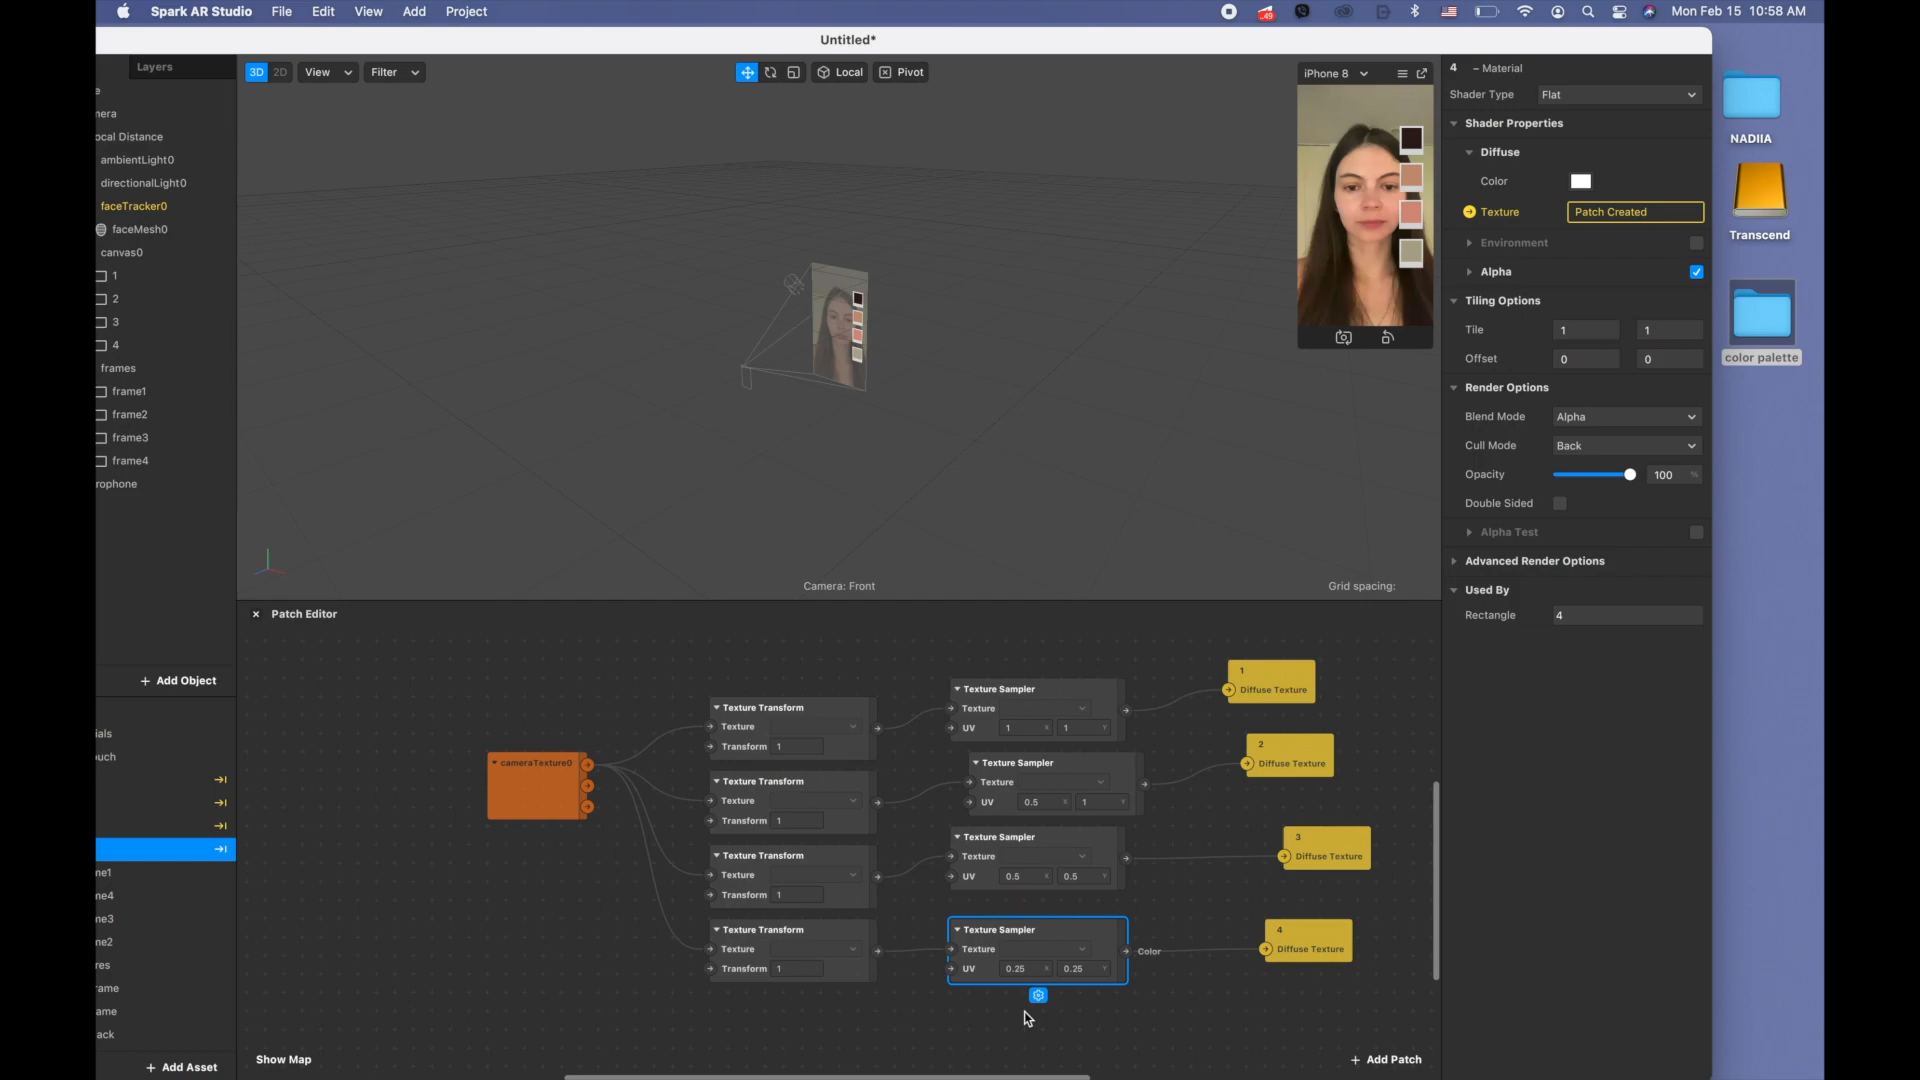 Spark AR Studio File Edit View Add Project
49
Mon Feb 15 10:58 AM
Untitled*
Layers
3D 2D View Filter
Local Pivot
iPhone 8
e
nera
ocal Distance
ambientLight0
directionalLight0
faceTracker0
faceMesh0
canvas0
1
2
3
4
frames
frame1
frame2
frame3
frame4
rophone
+ Add Object
ials
ouch
ne1
ne4
ne3
ne2
res
rame
ame
ack
+ Add Asset
Camera: Front
Grid spacing:
× Patch Editor
cameraTexture0
Texture Transform
Texture
Transform 1
Texture Transform
Texture
Transform 1
Texture Transform
Texture
Transform 1
Texture Transform
Texture
Transform 1
Texture Sampler
Texture
UV 1 X 1 Y
Texture Sampler
Texture
UV 0.5 X 1 Y
Texture Sampler
Texture
UV 0.5 X 0.5 Y
Texture Sampler
Texture
UV 0.25 X 0.25 Y
Color
1
Diffuse Texture
2
Diffuse Texture
3
Diffuse Texture
4
Diffuse Texture
Show Map
+ Add Patch
4 – Material
Shader Type Flat
Shader Properties
Diffuse
Color
Texture Patch Created
Environment
Alpha
Tiling Options
Tile 1 1
Offset 0 0
Render Options
Blend Mode Alpha
Cull Mode Back
Opacity 100 %
Double Sided
Alpha Test
Advanced Render Options
Used By
Rectangle 4
NADIIA
Transcend
color palette